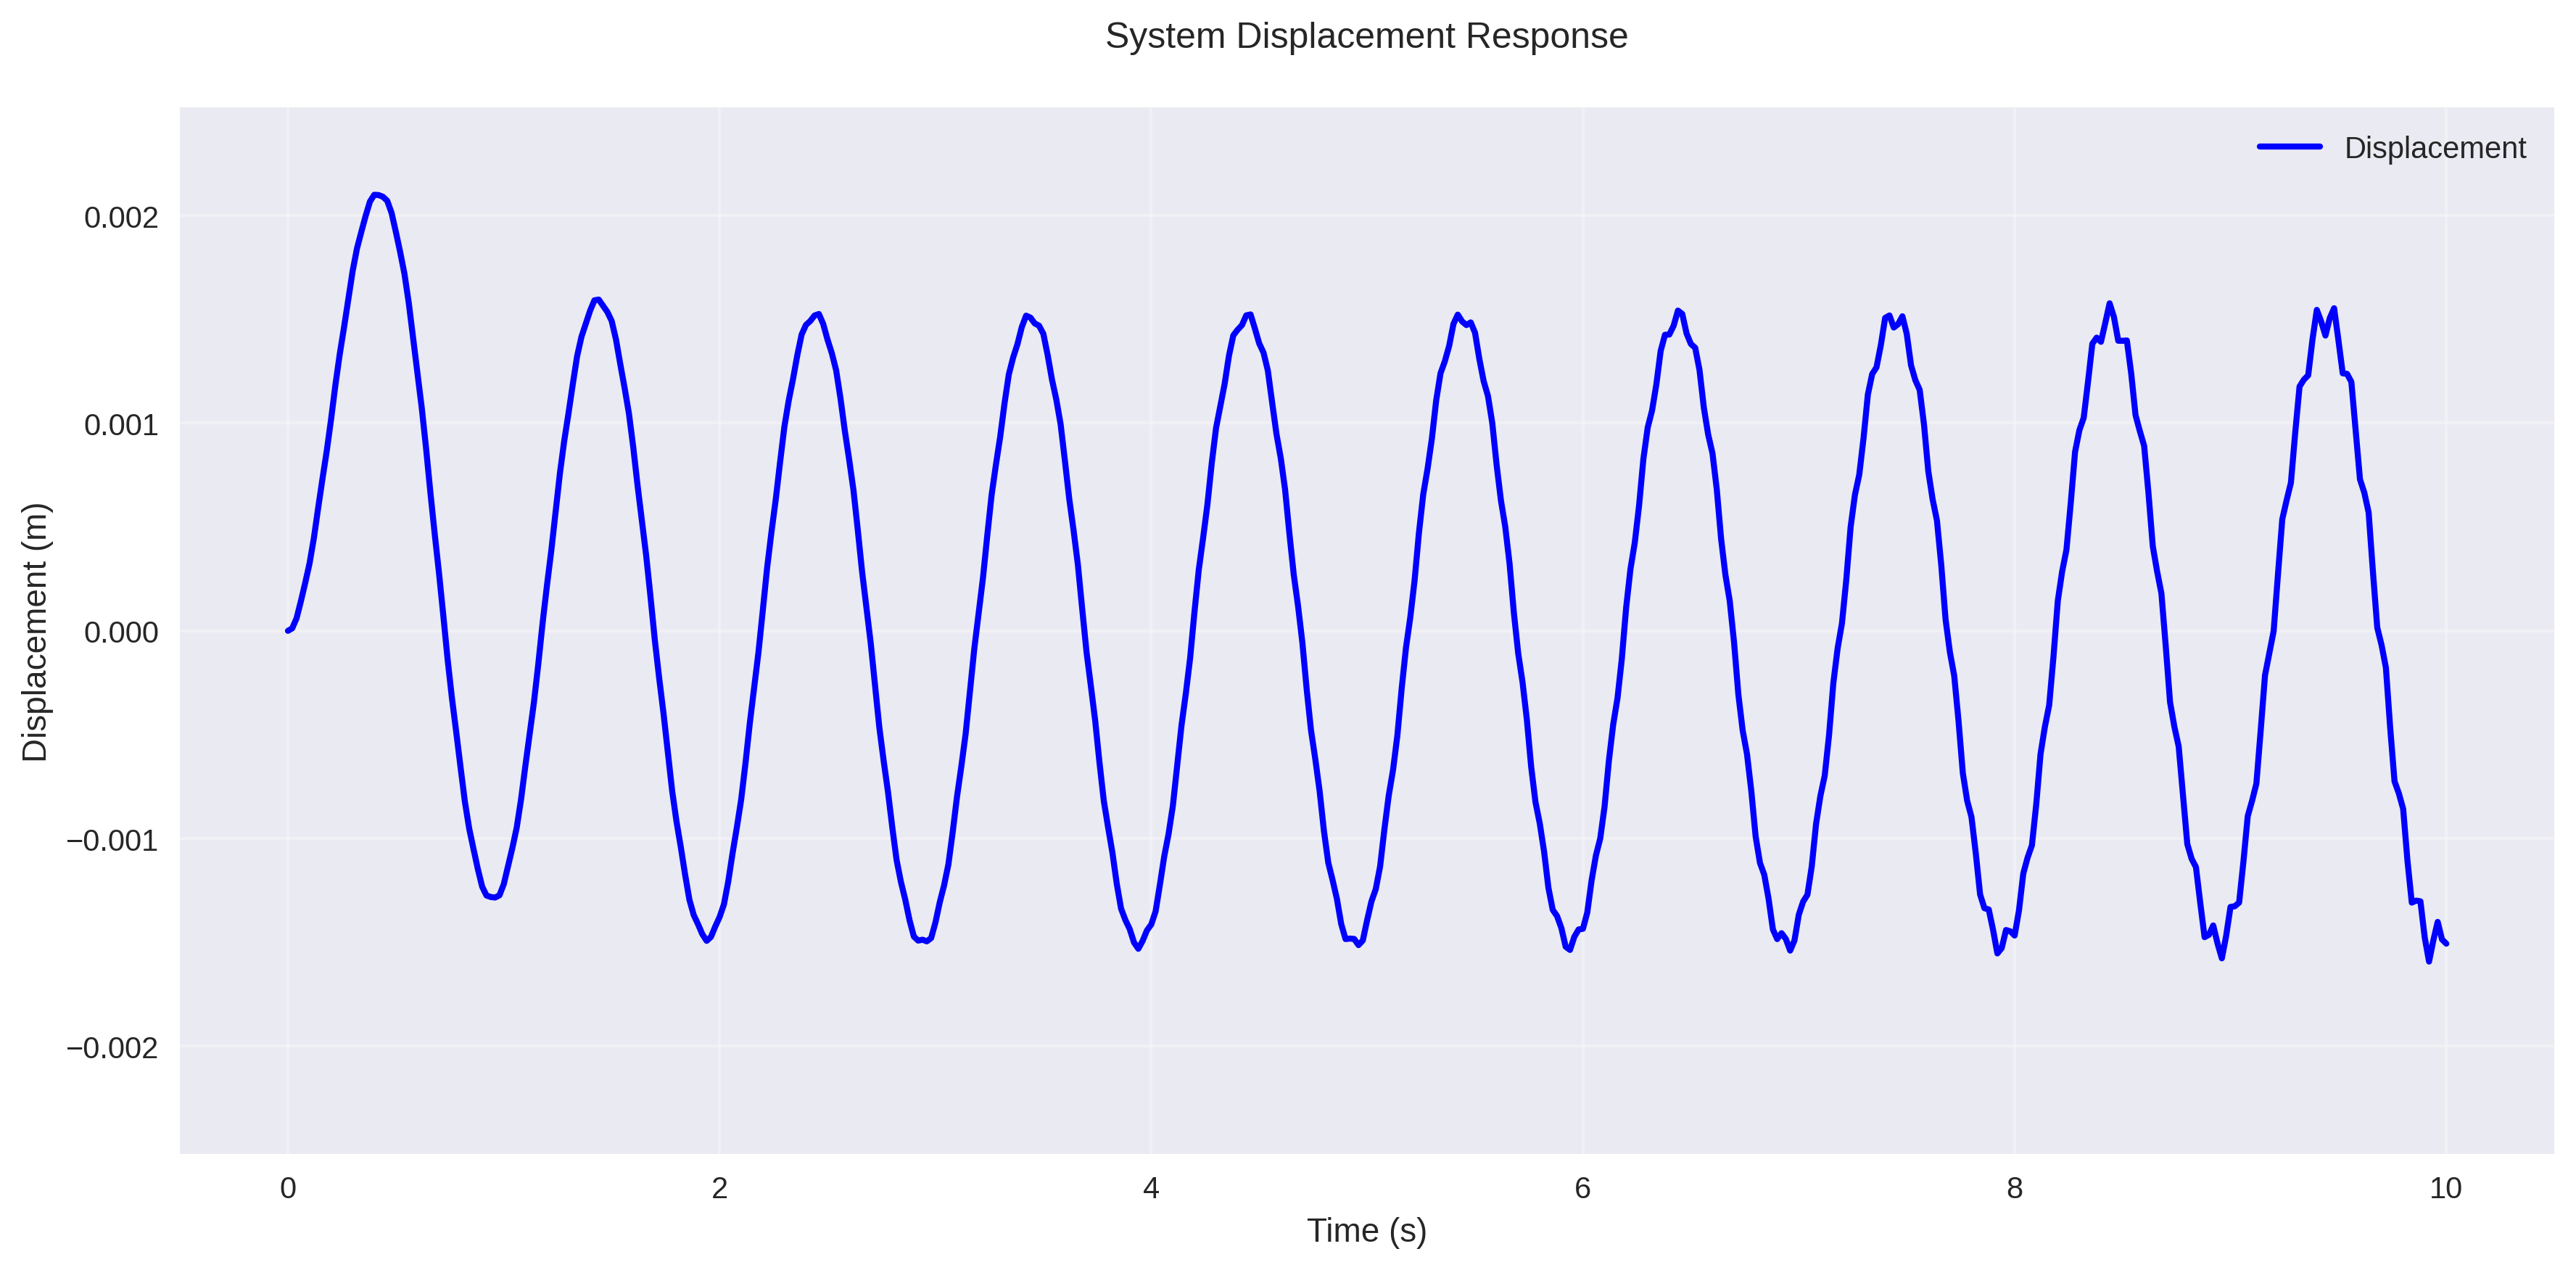 System Displacement Response
Displacement
0.002
0.001
0.000
−0.001
−0.002
Displacement (m)
0
2
4
6
8
10
Time (s)